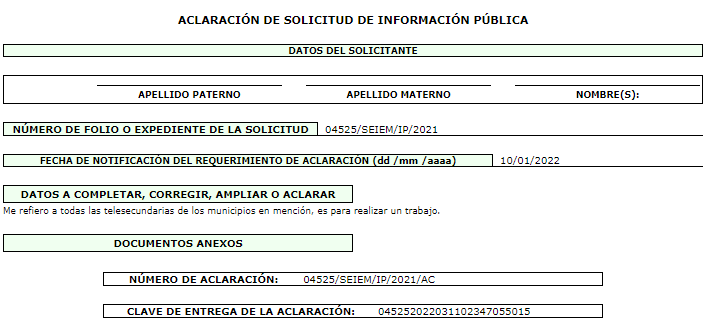 ACLARACIÓN DE SOLICITUD DE INFORMACIÓN PÚBLICA
DATOS DEL SOLICITANTE
APELLIDO PATERNO APELLIDO MATERNO NOMBRE(S):
NÚMERO DE FOLIO O EXPEDIENTE DE LA SOLICITUD 04525/SEIEM/IP/2021
FECHA DE NOTIFICACIÓN DEL REQUERIMIENTO DE ACLARACIÓN (dd /mm /aaaa) 10/01/2022
DATOS A COMPLETAR, CORREGIR, AMPLIAR O ACLARAR
Me refiero a todas las telesecundarias de los municipios en mención, es para realizar un trabajo.
DOCUMENTOS ANEXOS
NÚMERO DE ACLARACIÓN: 04525/SEIEM/IP/2021/AC
CLAVE DE ENTREGA DE LA ACLARACIÓN: 045252022031102347055015